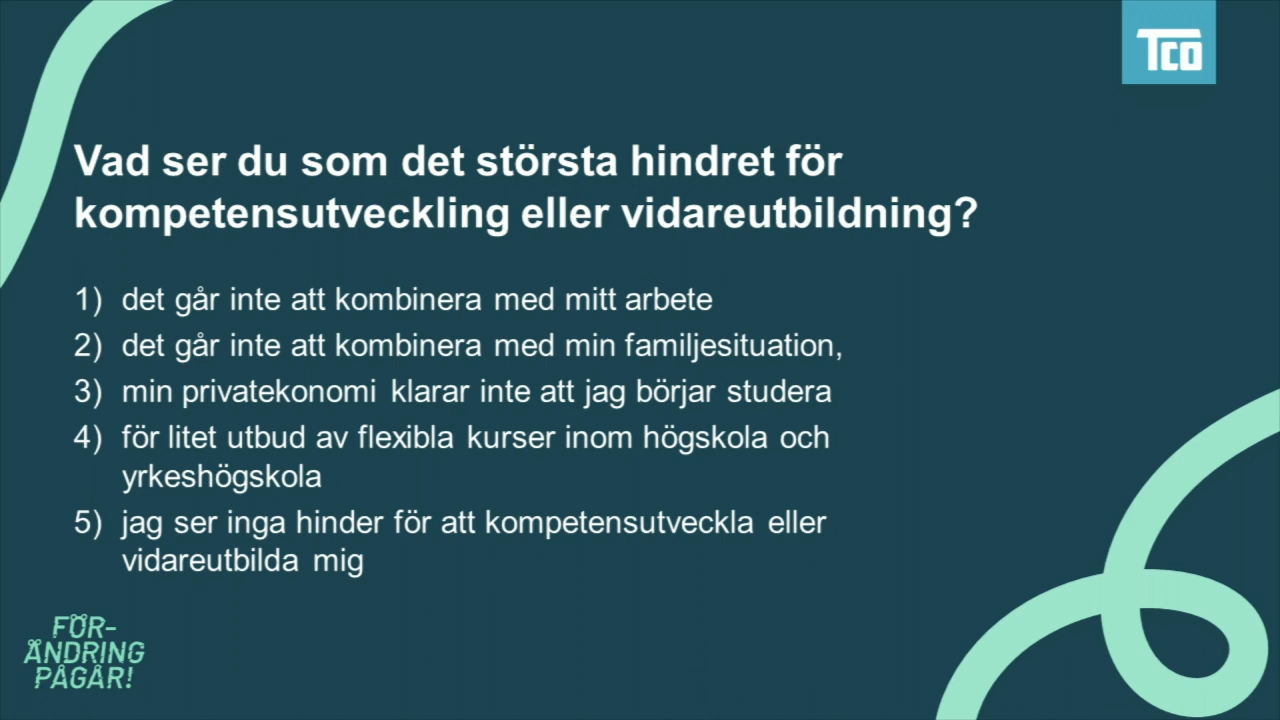 TCO
Vad ser du som det största hindret för
kompetensutveckling eller vidareutbildning?
1) det går inte att kombinera med mitt arbete
2) det går inte att kombinera med min familjesituation,
3) min privatekonomi klarar inte att jag börjar studera
4) för litet utbud av flexibla kurser inom högskola och
yrkeshögskola
5) jag ser inga hinder för att kompetensutveckla eller
vidareutbilda mig
FÖR-
ÄNDRING
PÅGÅR!